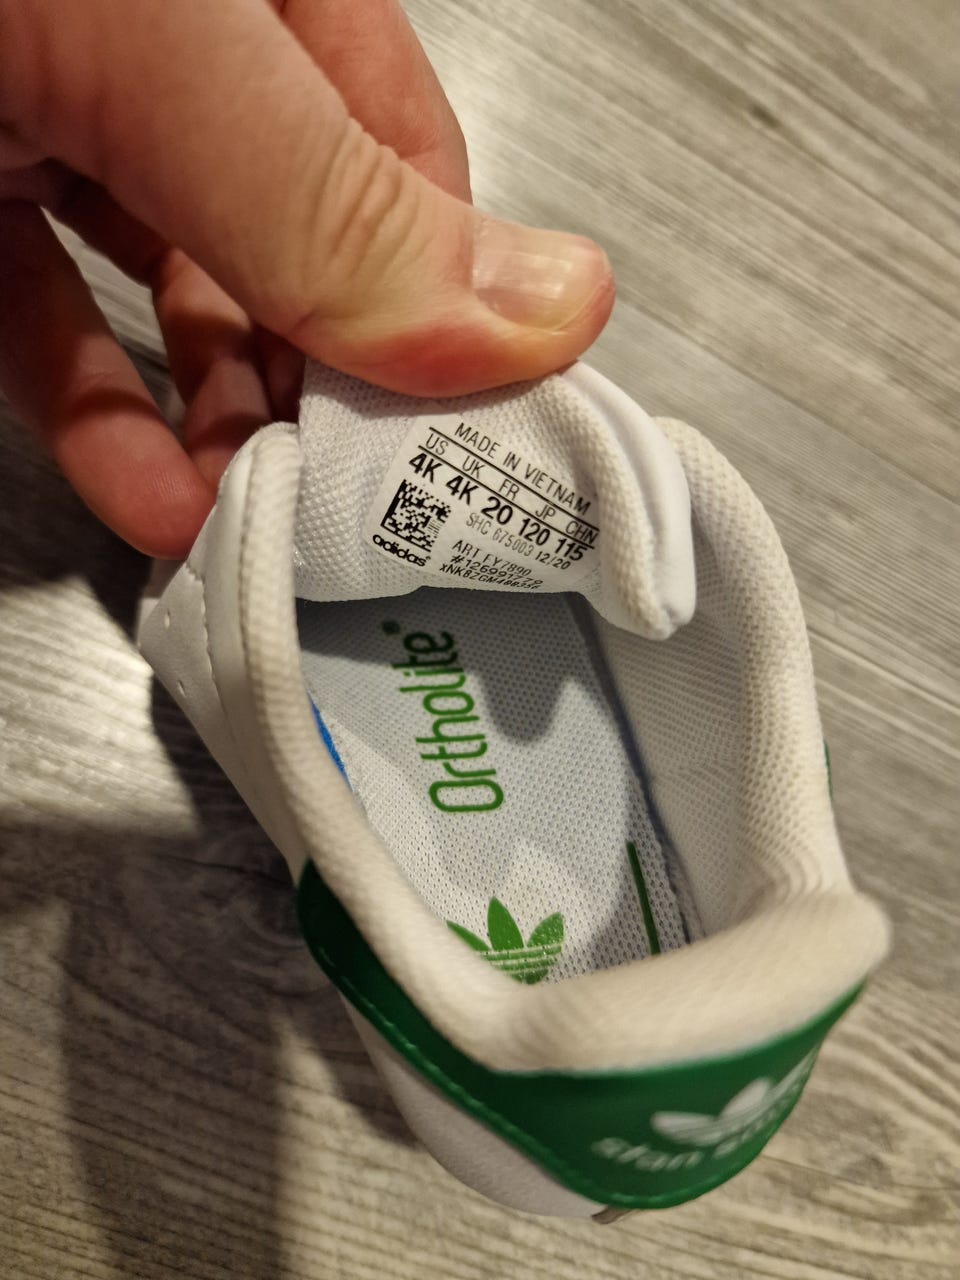 MADE IN VIETNAM
US UK FR JP CHN
4K 4K 20 120 115
SHC 675003 12/20
adidas
ART FY7890
Ortholite®
stan